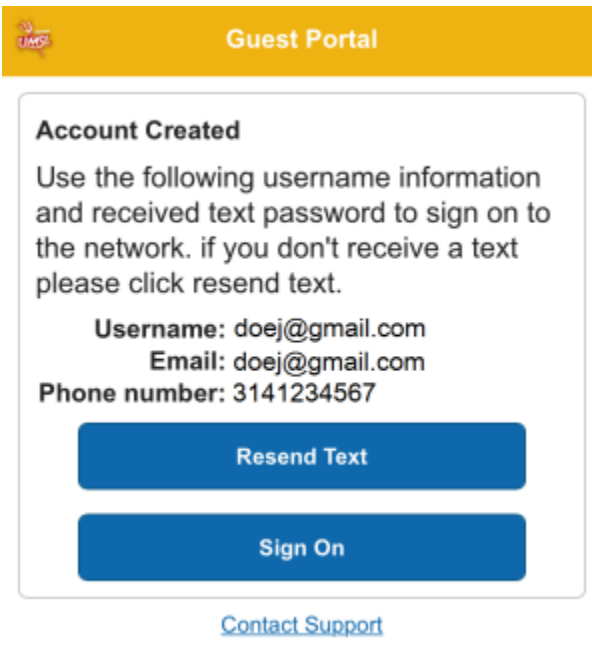 UMSL
Guest Portal
Account Created
Use the following username information
and received text password to sign on to
the network. if you don't receive a text
please click resend text.
Username: doej@gmail.com
Email: doej@gmail.com
Phone number: 3141234567
Resend Text
Sign On
Contact Support